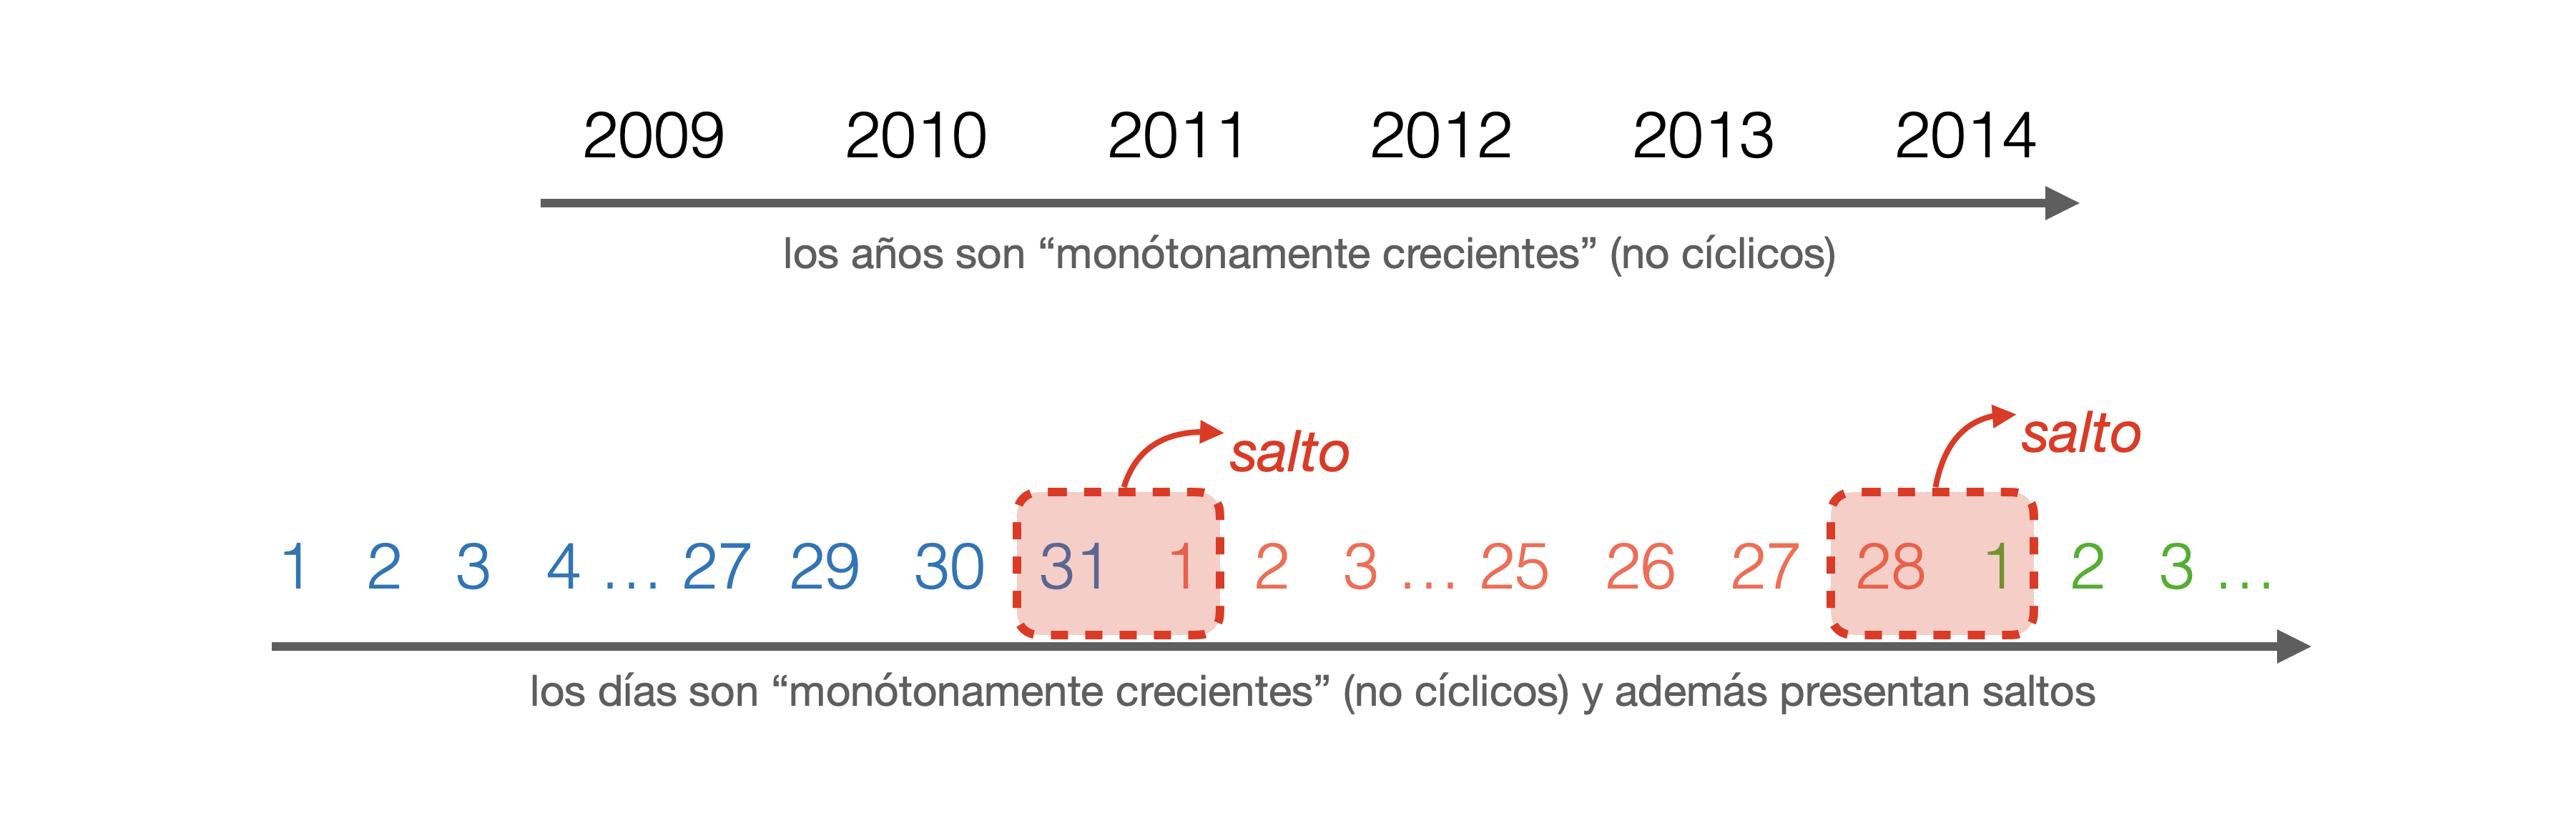 2009 2010 2011 2012 2013 2014
los años son “monótonamente crecientes” (no cíclicos)
salto
salto
1 2 3 4 ... 27 29 30 31 1 2 3 ... 25 26 27 28 1 2 3 ...
los días son “monótonamente crecientes” (no cíclicos) y además presentan saltos